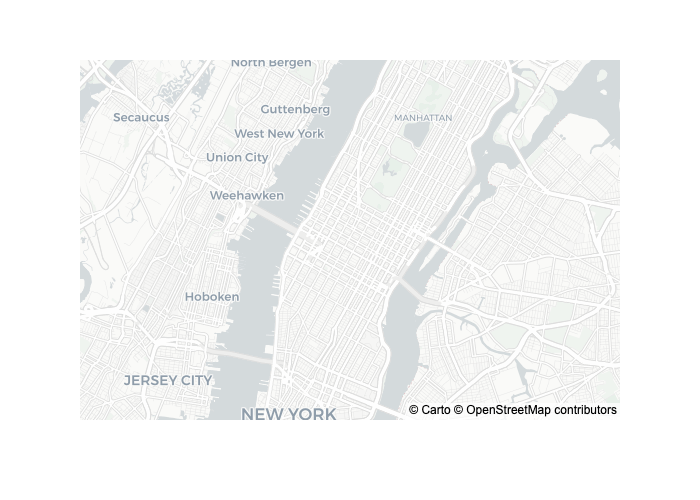 North Bergen
Guttenberg
Secaucus
MANHATTAN
West New York
Union City
Weehawken
Hoboken
JERSEY CITY
NEW YORK
© Carto © OpenStreetMap contributors